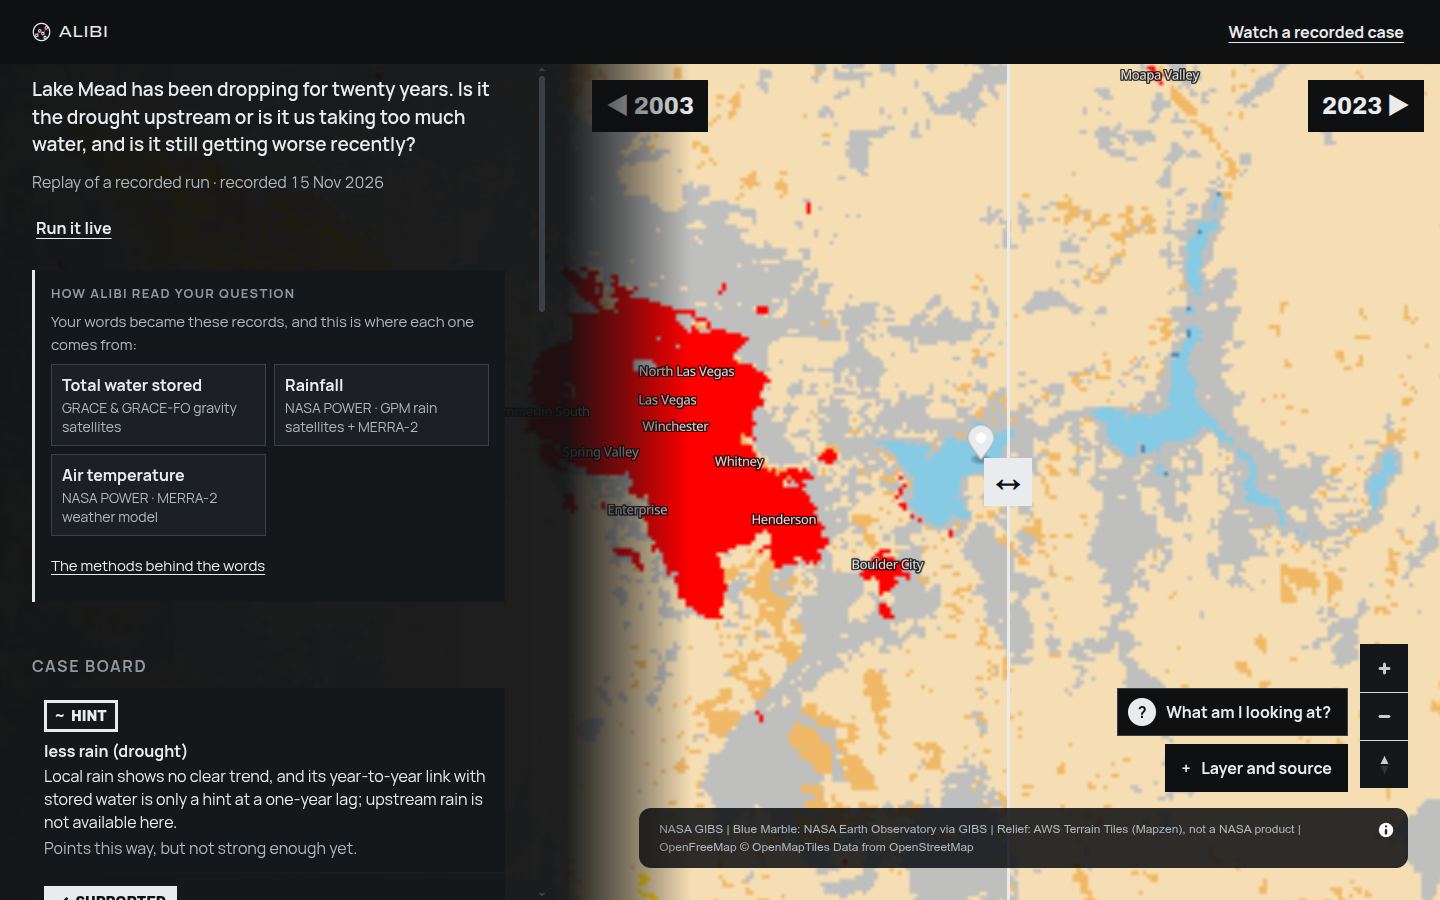 ALIBI
Watch a recorded case
Lake Mead has been dropping for twenty years. Is it
the drought upstream or is it us taking too much
water, and is it still getting worse recently?
Replay of a recorded run · recorded 15 Nov 2026
Run it live
HOW ALIBI READ YOUR QUESTION
Your words became these records, and this is where each one
comes from:
Total water stored
GRACE & GRACE-FO gravity
satellites
Rainfall
NASA POWER · GPM rain
satellites + MERRA-2
Air temperature
NASA POWER · MERRA-2
weather model
The methods behind the words
CASE BOARD
~ HINT
less rain (drought)
Local rain shows no clear trend, and its year-to-year link with
stored water is only a hint at a one-year lag; upstream rain is
not available here.
Points this way, but not strong enough yet.
SUPPORTED
◀ 2003
2023 ▶
Moapa Valley
North Las Vegas
Las Vegas
South
Winchester
Spring Valley
Whitney
Enterprise
Henderson
Boulder City
? What am I looking at?
+ Layer and source
+
−
NASA GIBS | Blue Marble: NASA Earth Observatory via GIBS | Relief: AWS Terrain Tiles (Mapzen), not a NASA product |
OpenFreeMap © OpenMapTiles Data from OpenStreetMap